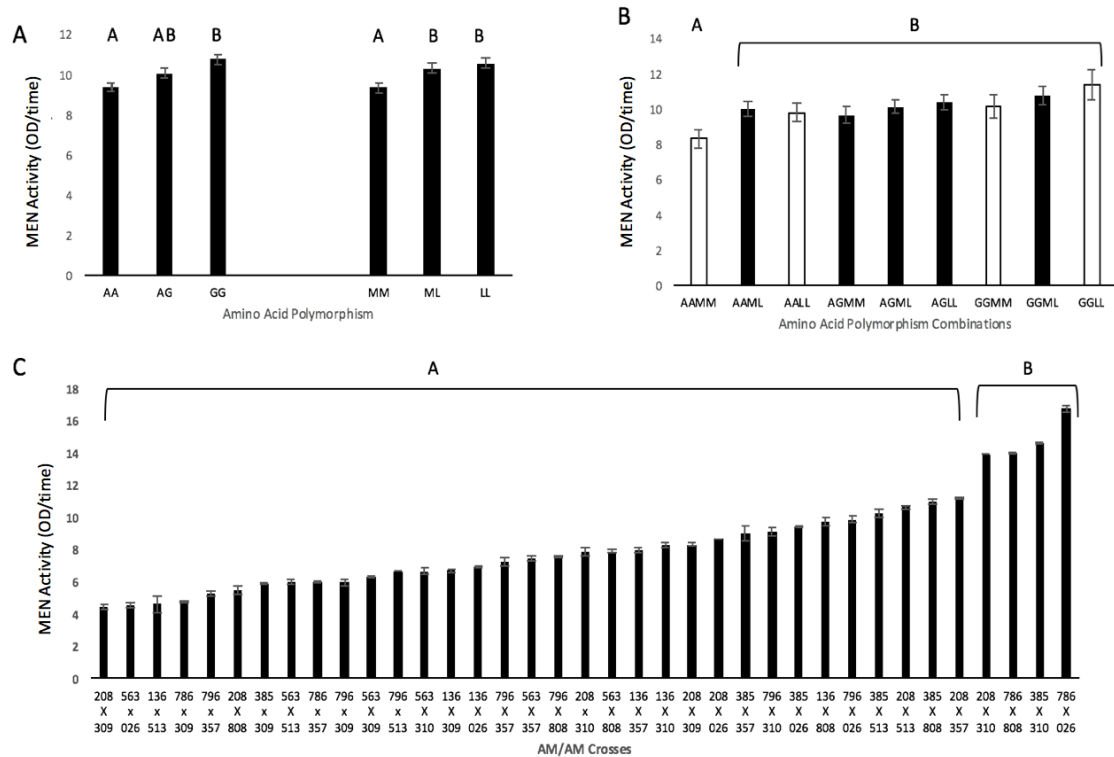 A
12
10
8
6
4
2
0
MEN Activity (OD/time)
A AB B A B B
AA AG GG MM ML LL
Amino Acid Polymorphism
B
14
12
10
8
6
4
2
0
MEN Activity (OD/time)
A B
AAMM AAML AALL AGMM AGML AGLL GGMM GGML GGLL
Amino Acid Polymorphism Combinations
C
18
16
14
12
10
8
6
4
2
0
MEN Activity (OD/time)
A B
208 563 136 786 796 208 385 563 786 796 563 796 563 136 136 796 563 796 208 563 136 136 208 208 385 796 385 136 796 385 208 385 208 208 786 385 786
X x x x x X x X x x x x X X X X X X x X X X X X X X X X X X X X X X X X X
309 026 513 309 357 808 309 513 357 309 309 513 310 309 026 357 357 808 310 808 357 310 309 026 357 310 026 808 026 513 513 808 357 310 808 310 026
AM/AM Crosses